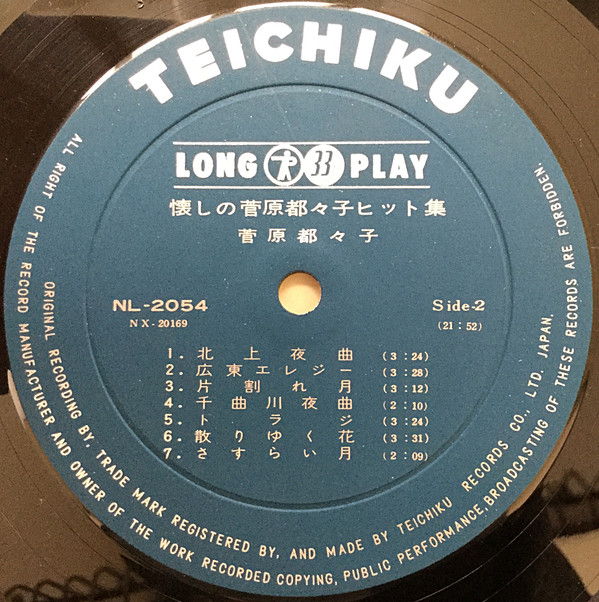 TEICHIKU
LONG 33 PLAY
懐しの菅原都々子ヒット集
菅原都々子
NL-2054
NX-20169
Side-2
(21:52)
1. 北上夜曲 (3:24)
2. 広東エレジー (3:28)
3. 片割れ月 (3:12)
4. 千曲川夜曲 (2:10)
5. トラジ (3:24)
6. 散りゆく花 (3:31)
7. さすらい月 (2:09)
ALL RIGHT OF THE RECORD MANUFACTURER AND OWNER OF THE WORK RECORDED COPYING, PUBLIC PERFORMANCE, BROADCASTING OF THESE RECORDS ARE FORBIDDEN.
ORIGINAL RECORDING BY, TRADE MARK REGISTERED BY, AND MADE BY TEICHIKU RECORDS CO., LTD. JAPAN.